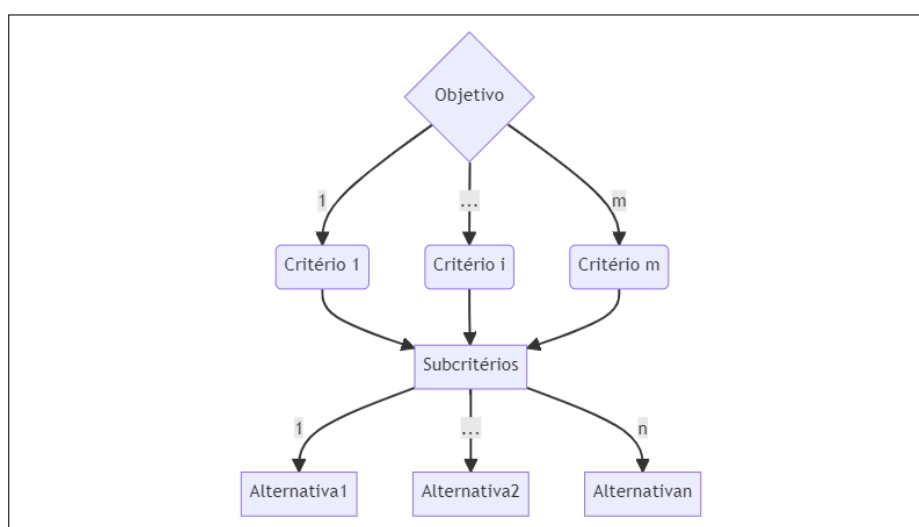 Objetivo
1
...
m
Critério 1
Critério i
Critério m
Subcritérios
1
...
n
Alternativa1
Alternativa2
Alternativan